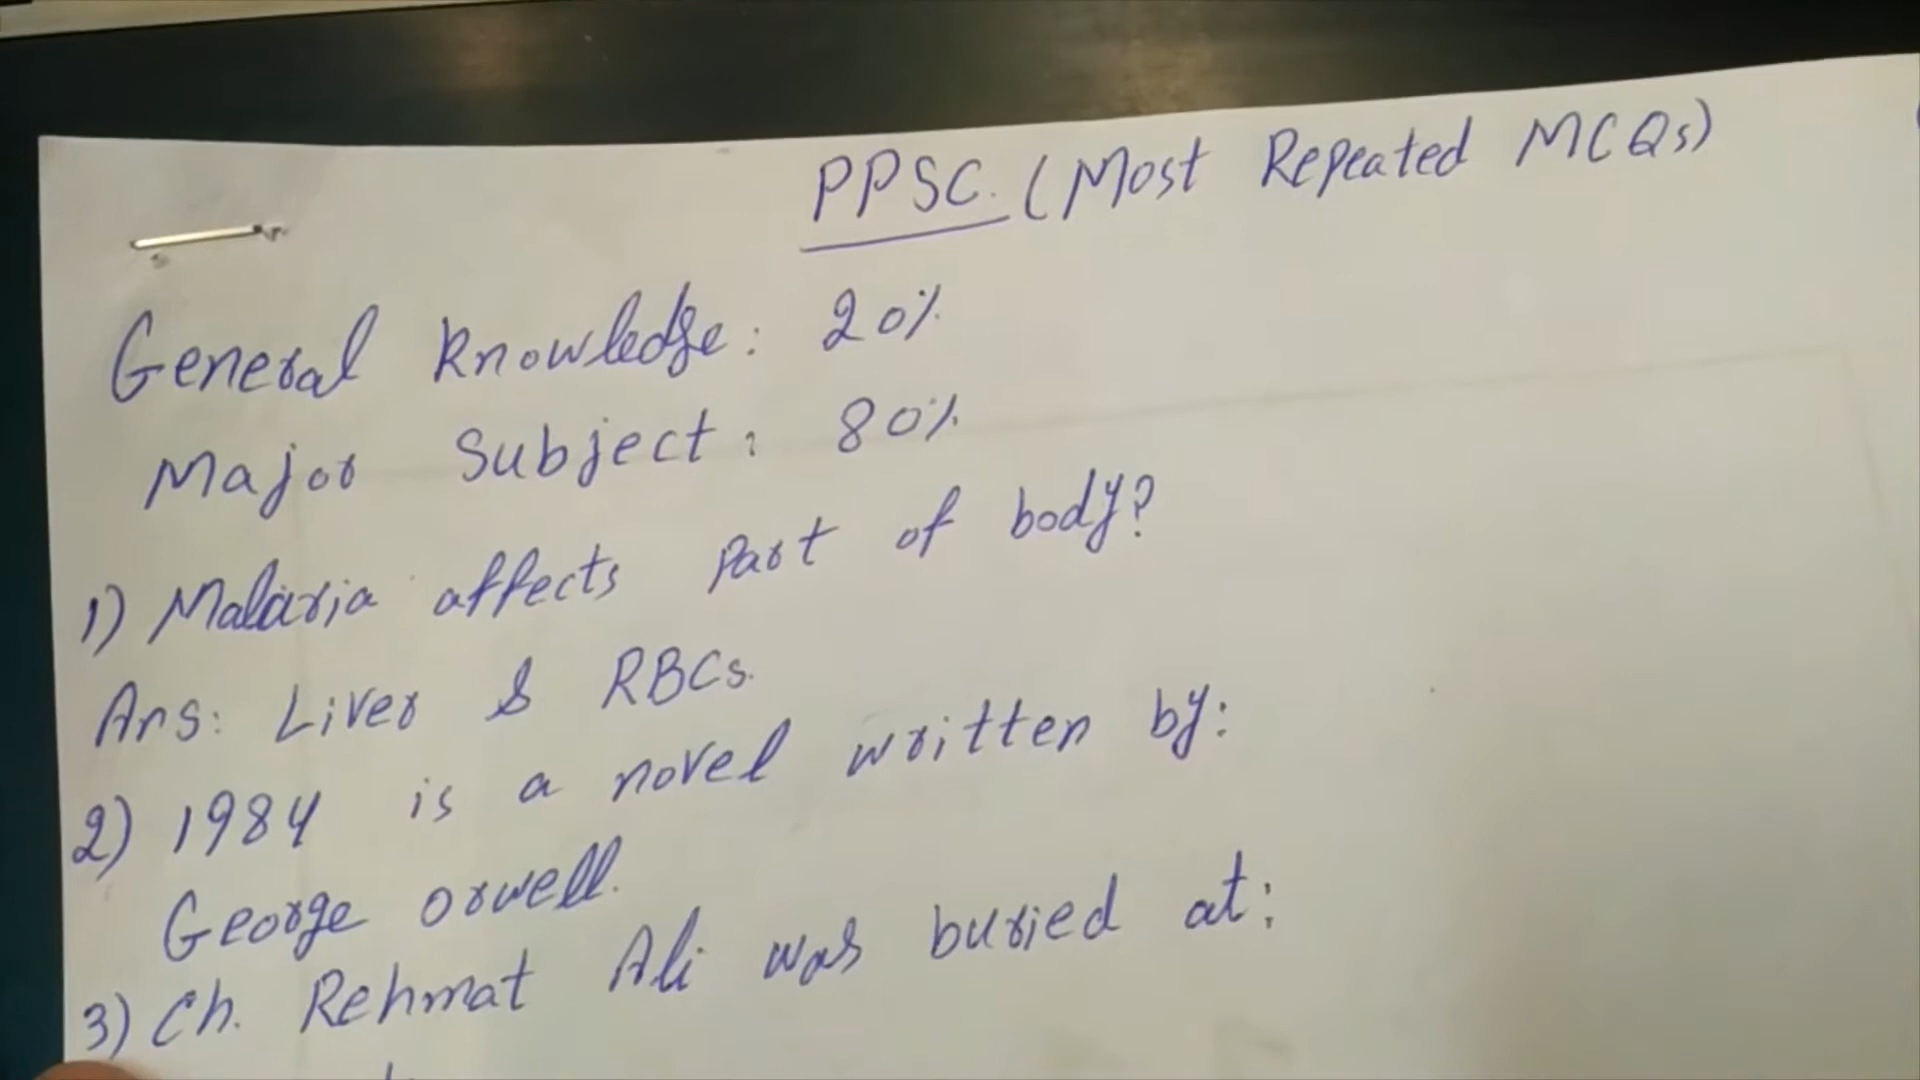 PPSC. (Most Repeated MCQs)
General Knowledge: 20%
Major Subject: 80%
1) Malaria affects part of body?
Ans: Liver & RBCs.
2) 1984 is a novel written by:
George orwell.
3) Ch. Rehmat Ali was buried at: